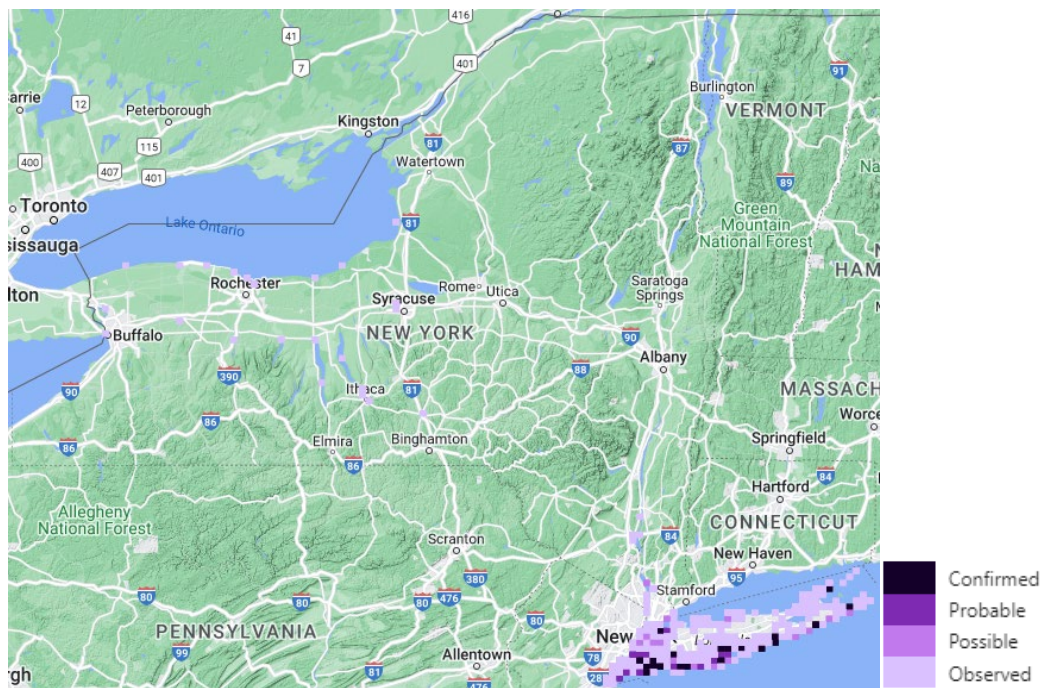 416
41
7
401
91
arrie
12
Peterborough
Burlington
VERMONT
Kingston
115
81
87
400
407
401
Watertown
89
Na
Toronto
Lake Ontario
81
Green
Mountain
National Forest
sissauga
N
HAM
lton
Rochester
Rome
Utica
Saratoga
Springs
Syracuse
M
Buffalo
NEW YORK
90
Albany
90
390
Ithaca
81
88
MASSACH
86
Worce
86
Elmira
Binghamton
Springfield
86
84
Hartford
Allegheny
National Forest
84
CONNECTICUT
Scranton
New Haven
380
95
80
80
80
476
Stamford
80
PENNSYLVANIA
New
99
81
Allentown
78
rgh
476
28
Confirmed
Probable
Possible
Observed